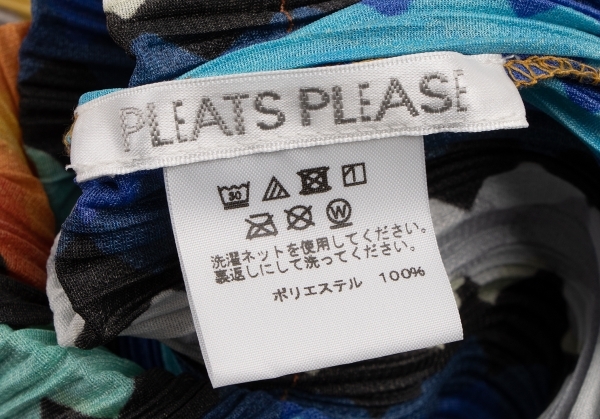 PLEATS PLEASE
30
W
洗濯ネットを使用してください。
裏返しにして洗ってください。
ポリエステル 100%